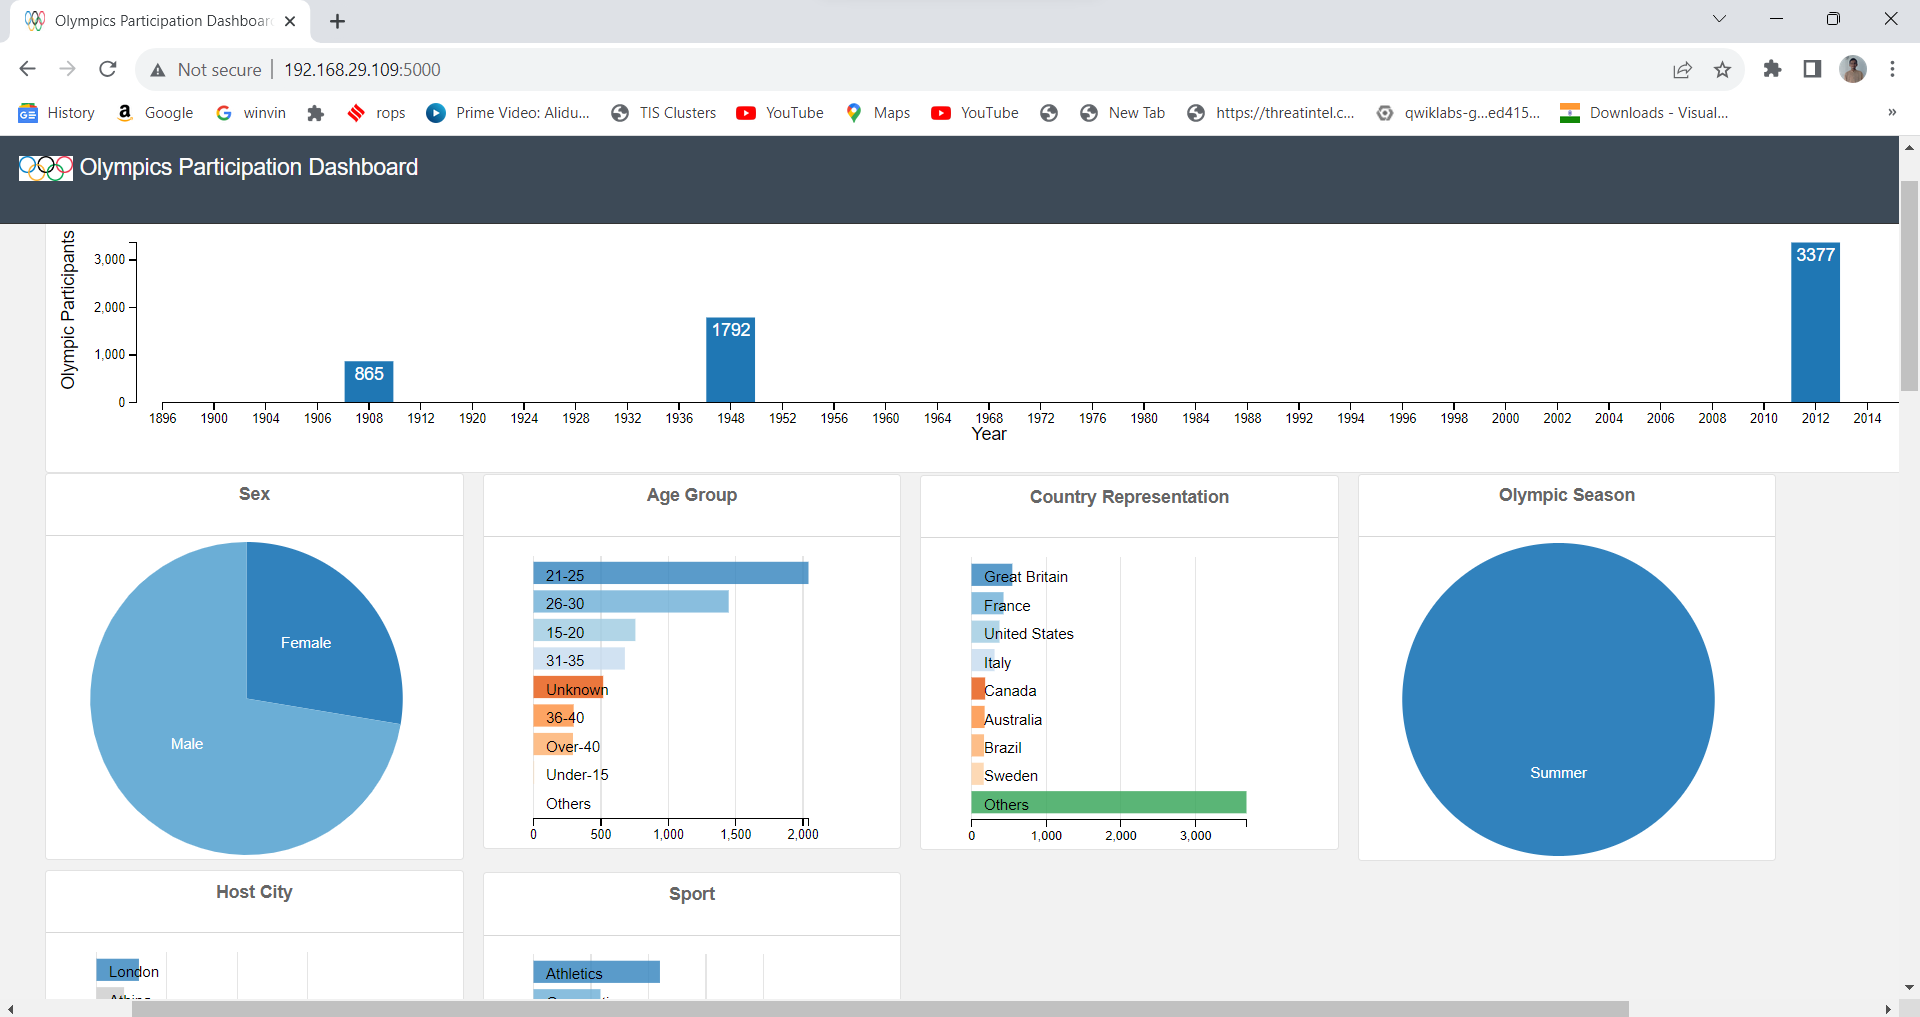 Olympics Participation Dashboar
Not secure
192.168.29.109:5000
History
Google
winvin
rops
Prime Video: Alidu...
TIS Clusters
YouTube
Maps
YouTube
New Tab
https://threatintel.c...
qwiklabs-g...ed415...
Downloads - Visual...
»
Olympics Participation Dashboard
Olympic Participants
3,000
2,000
1,000
0
865
1792
3377
1896 1900 1904 1906 1908 1912 1920 1924 1928 1932 1936 1948 1952 1956 1960 1964 1968 1972 1976 1980 1984 1988 1992 1994 1996 1998 2000 2002 2004 2006 2008 2010 2012 2014
Year
Sex
Female
Male
Age Group
21-25
26-30
15-20
31-35
Unknown
36-40
Over-40
Under-15
Others
0 500 1,000 1,500 2,000
Country Representation
Great Britain
France
United States
Italy
Canada
Australia
Brazil
Sweden
Others
0 1,000 2,000 3,000
Olympic Season
Summer
Host City
London
Sport
Athletics